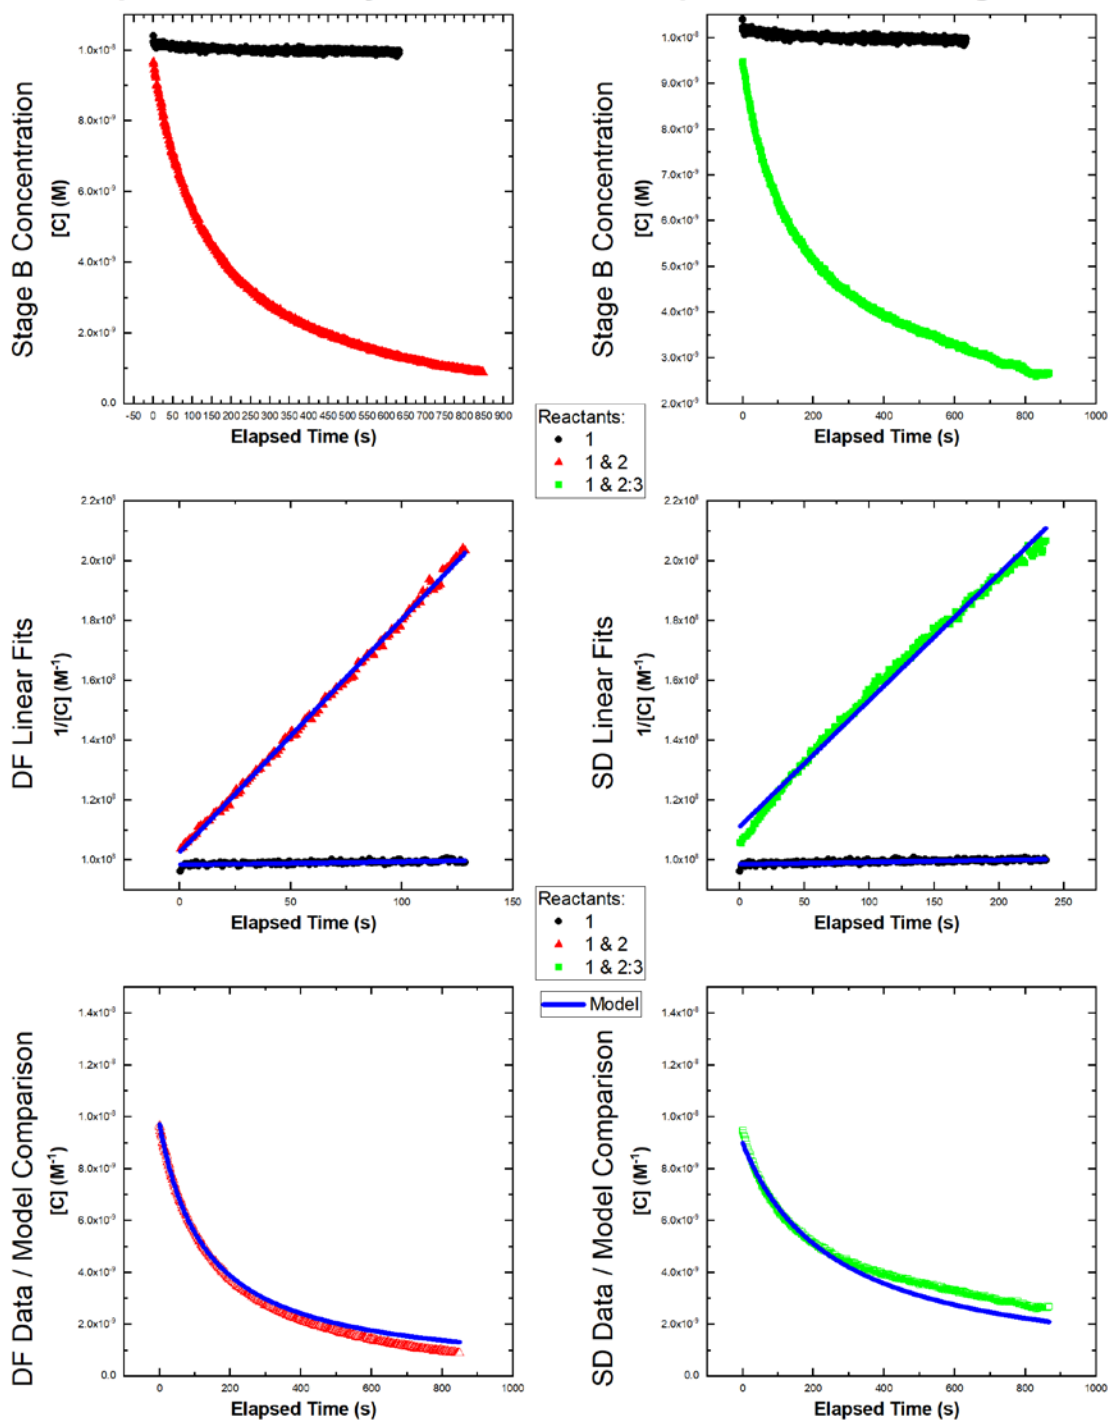 Stage B Concentration
[C] (M)
1.0x10⁻⁸
8.0x10⁻⁹
6.0x10⁻⁹
4.0x10⁻⁹
2.0x10⁻⁹
0.0
-50 0 50 100 150 200 250 300 350 400 450 500 550 600 650 700 750 800 850 900
Elapsed Time (s)
Stage B Concentration
[C] (M)
1.0x10⁻⁸
9.0x10⁻⁹
8.0x10⁻⁹
7.0x10⁻⁹
6.0x10⁻⁹
5.0x10⁻⁹
4.0x10⁻⁹
3.0x10⁻⁹
2.0x10⁻⁹
0 200 400 600 800 1000
Elapsed Time (s)
Reactants:
1
1 & 2
1 & 2:3
DF Linear Fits
1/[C] (M⁻¹)
2.2x10⁸
2.0x10⁸
1.8x10⁸
1.6x10⁸
1.4x10⁸
1.2x10⁸
1.0x10⁸
0 50 100 150
Elapsed Time (s)
SD Linear Fits
1/[C] (M⁻¹)
2.2x10⁸
2.0x10⁸
1.8x10⁸
1.6x10⁸
1.4x10⁸
1.2x10⁸
1.0x10⁸
0 50 100 150 200 250
Elapsed Time (s)
Reactants:
1
1 & 2
1 & 2:3
Model
DF Data / Model Comparison
[C] (M⁻¹)
1.4x10⁻⁸
1.2x10⁻⁸
1.0x10⁻⁸
8.0x10⁻⁹
6.0x10⁻⁹
4.0x10⁻⁹
2.0x10⁻⁹
0.0
0 200 400 600 800 1000
Elapsed Time (s)
SD Data / Model Comparison
[C] (M⁻¹)
1.4x10⁻⁸
1.2x10⁻⁸
1.0x10⁻⁸
8.0x10⁻⁹
6.0x10⁻⁹
4.0x10⁻⁹
2.0x10⁻⁹
0.0
0 200 400 600 800 1000
Elapsed Time (s)